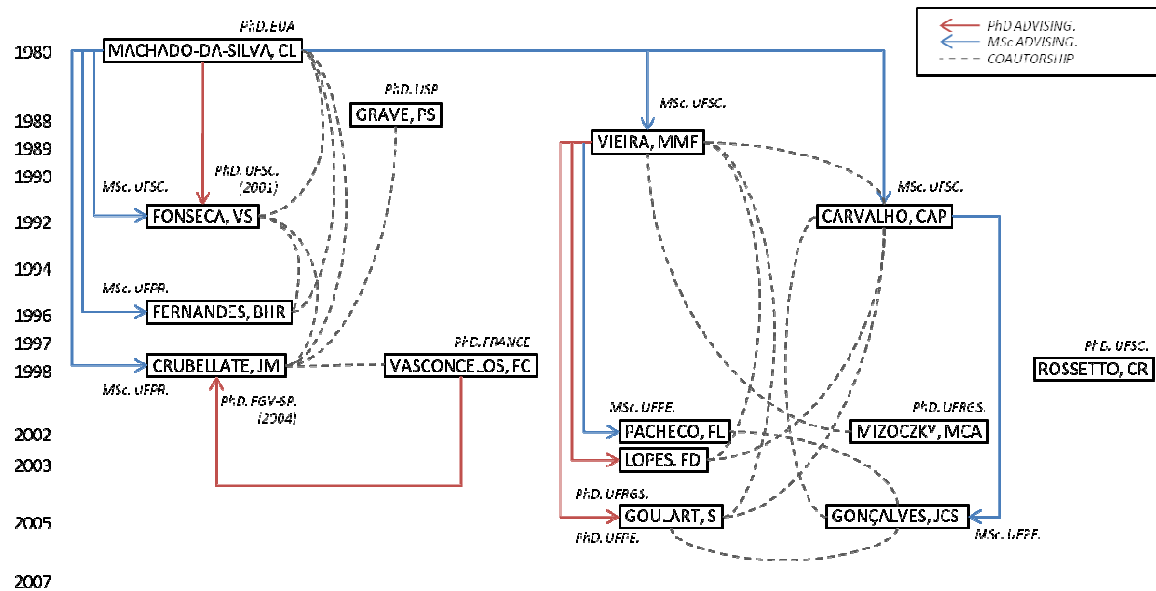 PhD. EUA
PhD ADVISING.
MSc ADVISING.
COAUTORSHIP
1980
MACHADO-DA-SILVA, CL
PhD. USP
GRAVE, PS
MSc. UFSC.
1988
1989
VIEIRA, MMF
1990
PhD. UFSC.
(2001)
MSc. UFSC.
MSc. UFSC.
1992
FONSECA, VS
CARVALHO, CAP
1994
MSc. UFPR.
1996
FERNANDES, BHR
1997
PhD. FRANCE
PhD. UFSC.
1998
CRUBELLATE, JM
VASCONCELOS, FC
ROSSETTO, CR
MSc. UFPR.
PhD. FGV-SP.
(2004)
MSc. UFPE.
PhD. UFRGS.
2002
PACHECO, FL
MIZOCZKY, MCA
2003
LOPES, FD
PhD. UFRGS.
2005
GOULART, S
GONÇALVES, JCS
PhD. UFPE.
MSc. UFPE.
2007